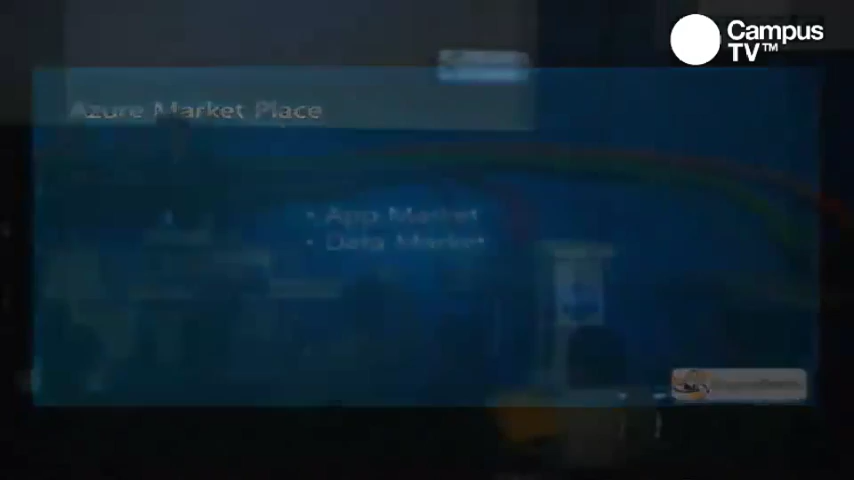 Campus
TV™
Azure Market Place
• App Market
• Data Market